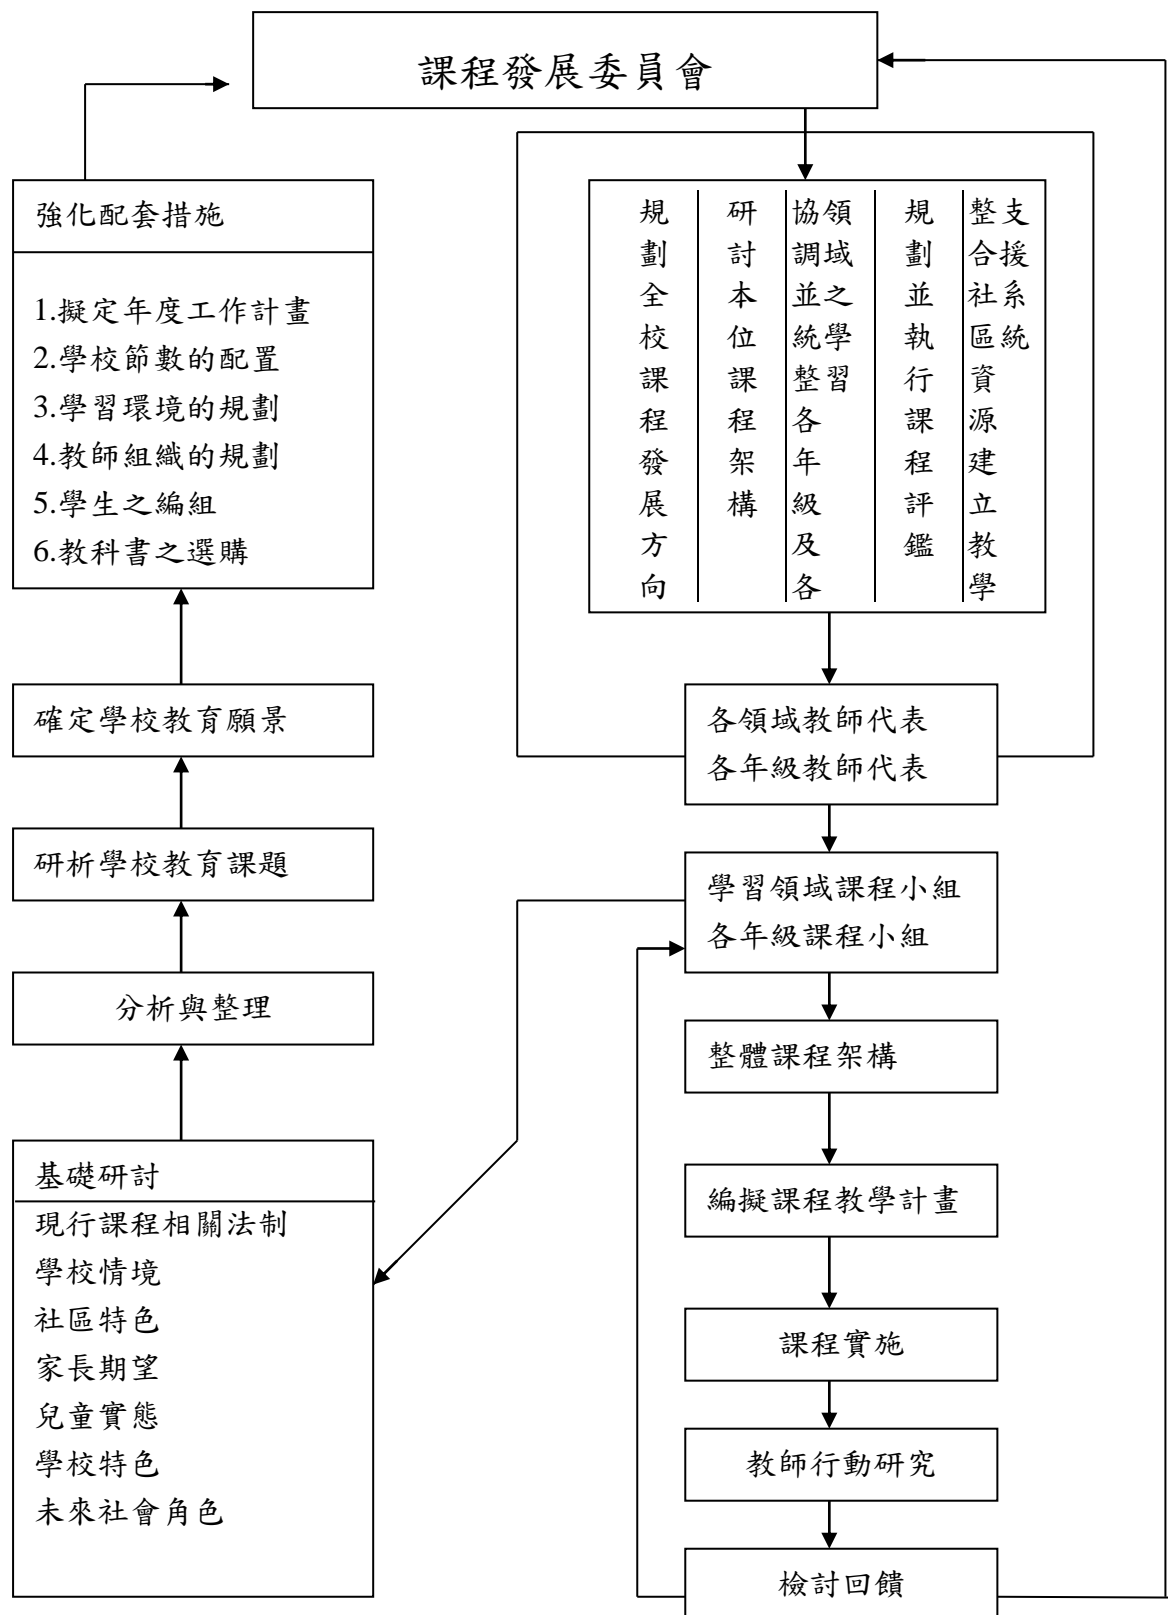 課程發展委員會
強化配套措施
1.擬定年度工作計畫
2.學校節數的配置
3.學習環境的規劃
4.教師組織的規劃
5.學生之編組
6.教科書之選購
確定學校教育願景
研析學校教育課題
分析與整理
基礎研討
現行課程相關法制
學校情境
社區特色
家長期望
兒童實態
學校特色
未來社會角色
規劃全校課程發展方向
研討本位課程架構
協調並統整各年級及各
領域之學習
規劃並執行課程評鑑
整合社區資源建立教學
支援系統
各領域教師代表
各年級教師代表
學習領域課程小組
各年級課程小組
整體課程架構
編擬課程教學計畫
課程實施
教師行動研究
檢討回饋